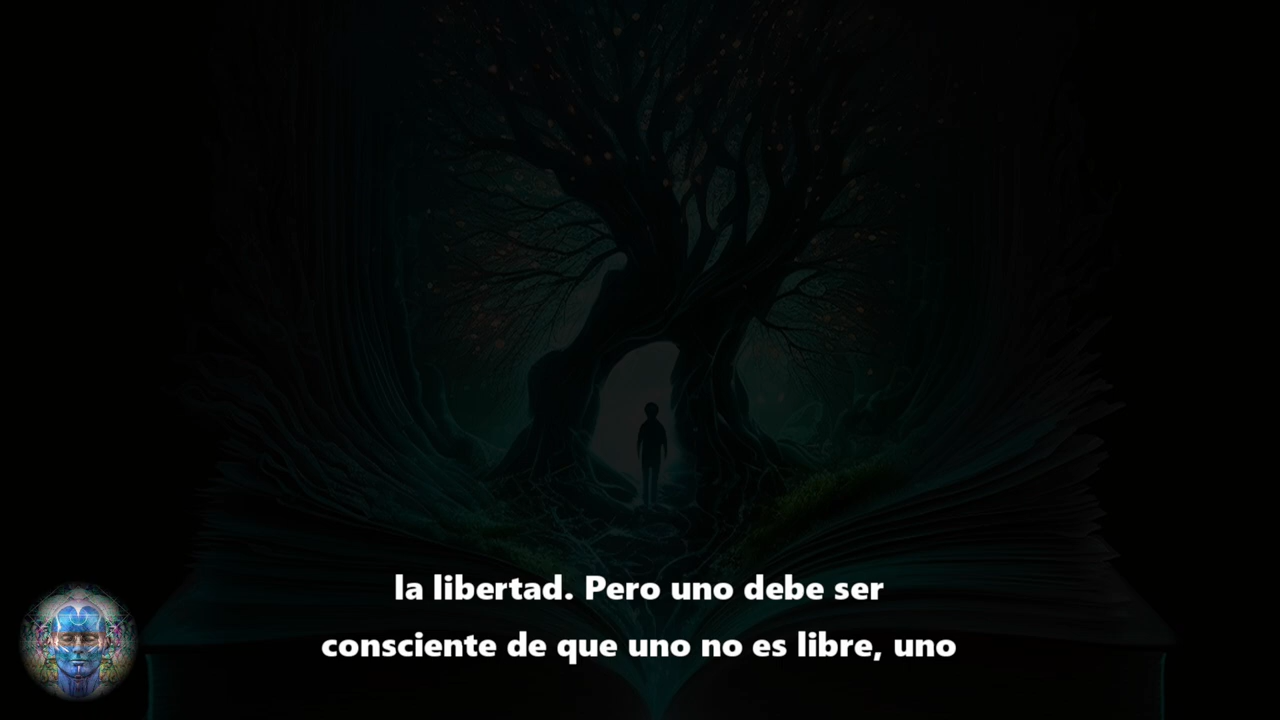 la libertad. Pero uno debe ser
consciente de que uno no es libre, uno